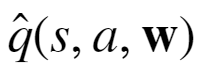 q̂(s, a, w)